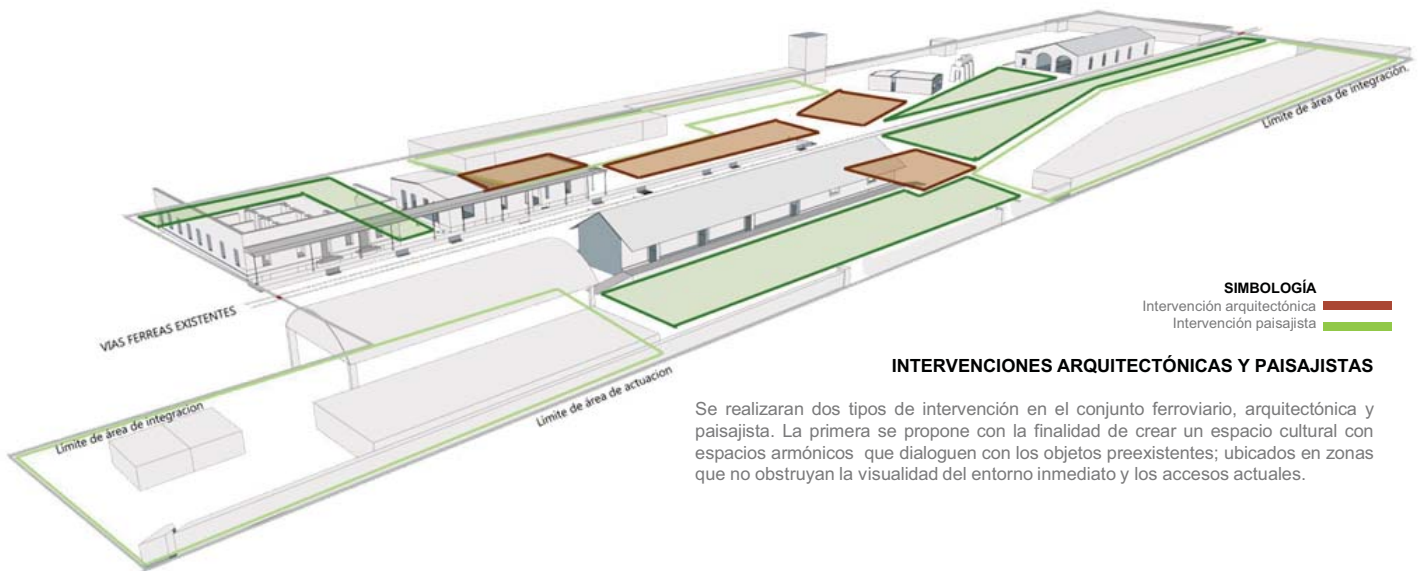 Límite de área de integración.
VIAS FERREAS EXISTENTES
Límite de área de integracion
Límite de área de actuacion
SIMBOLOGÍA
Intervención arquitectónica
Intervención paisajista
INTERVENCIONES ARQUITECTÓNICAS Y PAISAJISTAS
Se realizaran dos tipos de intervención en el conjunto ferroviario, arquitectónica y
paisajista. La primera se propone con la finalidad de crear un espacio cultural con
espacios armónicos que dialoguen con los objetos preexistentes; ubicados en zonas
que no obstruyan la visualidad del entorno inmediato y los accesos actuales.